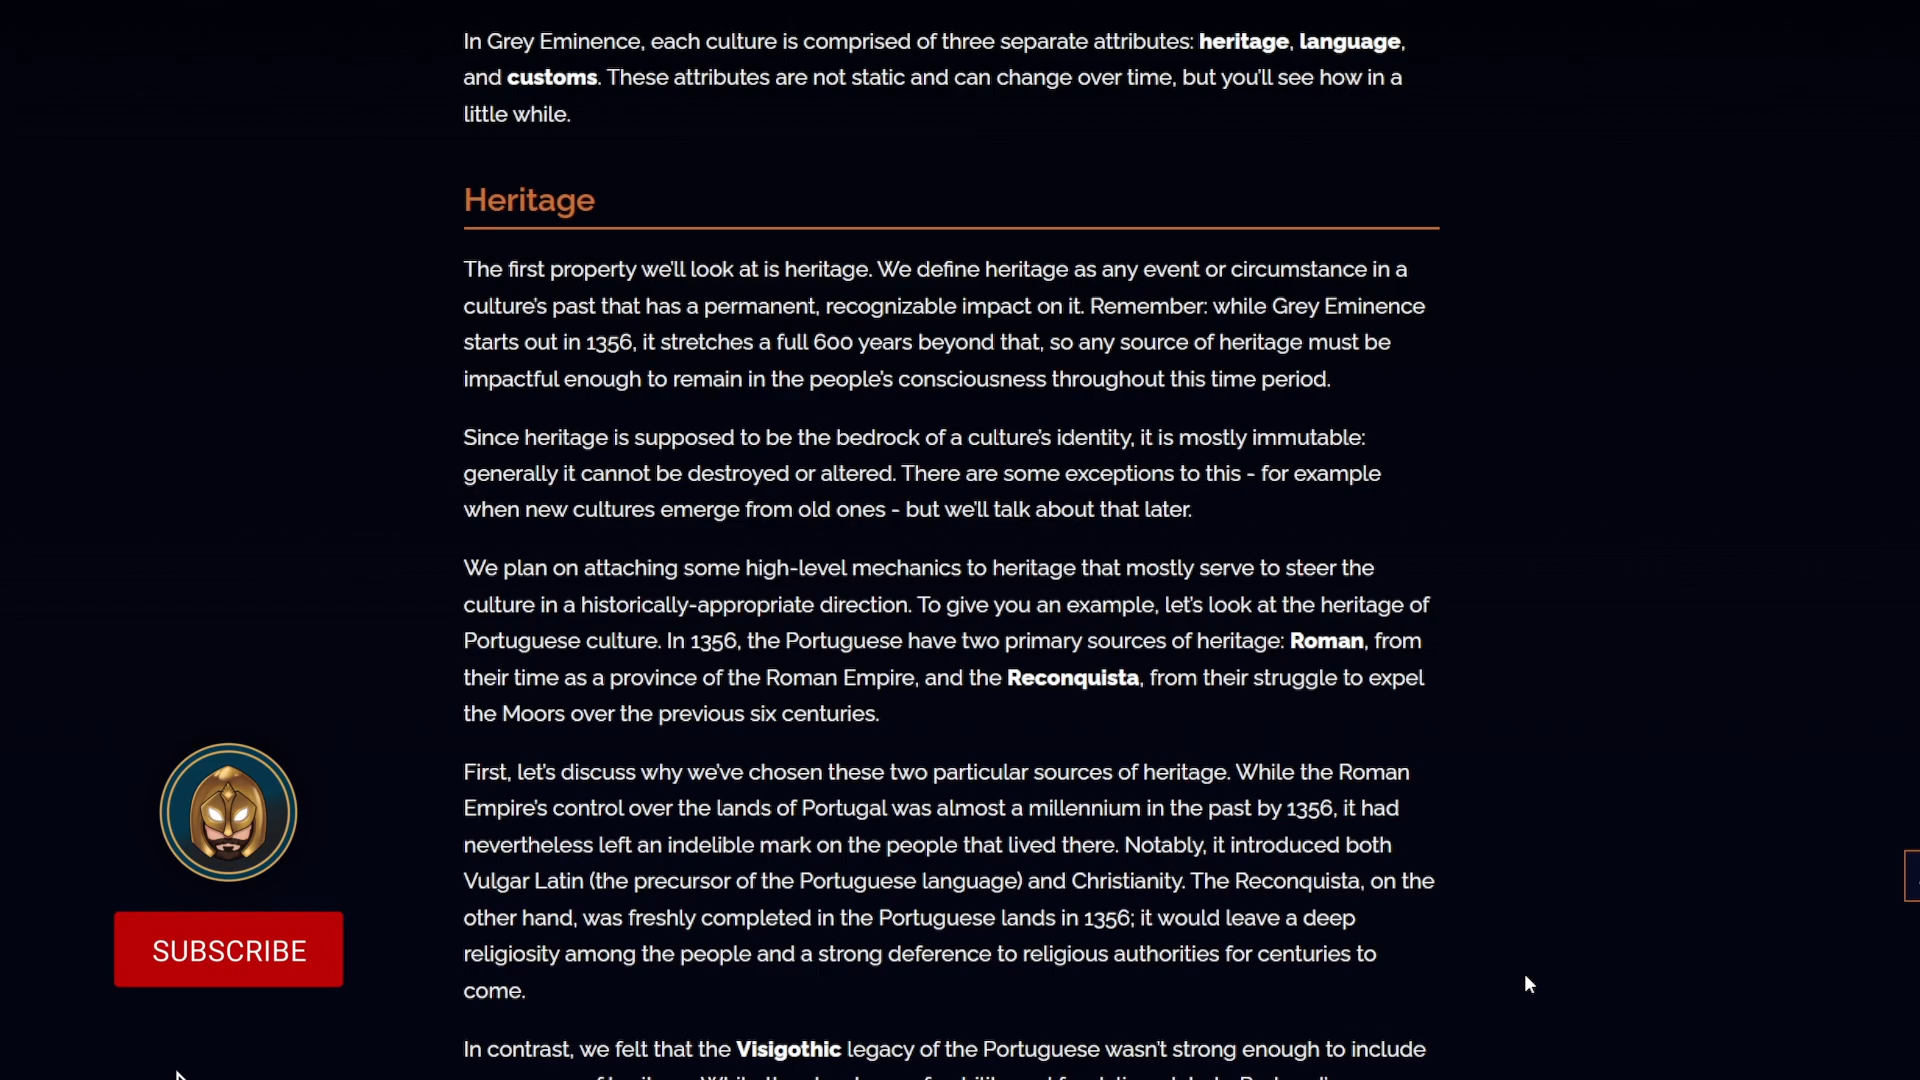 In Grey Eminence, each culture is comprised of three separate attributes: heritage, language,
and customs. These attributes are not static and can change over time, but you'll see how in a
little while.
Heritage
The first property we'll look at is heritage. We define heritage as any event or circumstance in a
culture's past that has a permanent, recognizable impact on it. Remember: while Grey Eminence
starts out in 1356, it stretches a full 600 years beyond that, so any source of heritage must be
impactful enough to remain in the people's consciousness throughout this time period.
Since heritage is supposed to be the bedrock of a culture's identity, it is mostly immutable:
generally it cannot be destroyed or altered. There are some exceptions to this - for example
when new cultures emerge from old ones - but we'll talk about that later.
We plan on attaching some high-level mechanics to heritage that mostly serve to steer the
culture in a historically-appropriate direction. To give you an example, let's look at the heritage of
Portuguese culture. In 1356, the Portuguese have two primary sources of heritage: Roman, from
their time as a province of the Roman Empire, and the Reconquista, from their struggle to expel
the Moors over the previous six centuries.
First, let's discuss why we've chosen these two particular sources of heritage. While the Roman
Empire's control over the lands of Portugal was almost a millennium in the past by 1356, it had
nevertheless left an indelible mark on the people that lived there. Notably, it introduced both
Vulgar Latin (the precursor of the Portuguese language) and Christianity. The Reconquista, on the
other hand, was freshly completed in the Portuguese lands in 1356; it would leave a deep
religiosity among the people and a strong deference to religious authorities for centuries to
come.
In contrast, we felt that the Visigothic legacy of the Portuguese wasn't strong enough to include
SUBSCRIBE